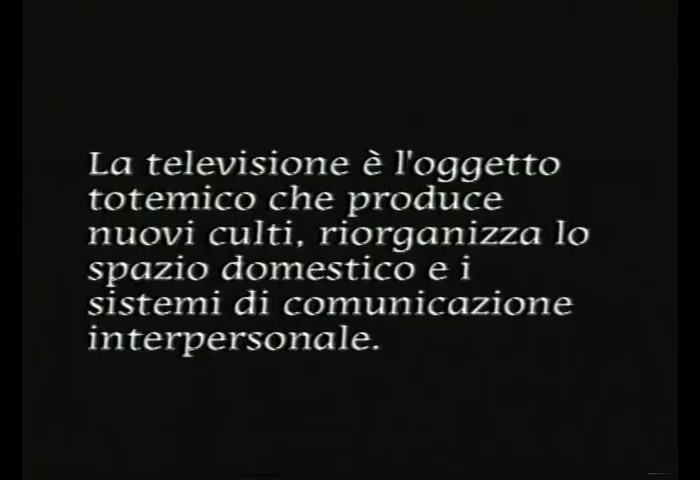 La televisione è l'oggetto
totemico che produce
nuovi culti, riorganizza lo
spazio domestico e i
sistemi di comunicazione
interpersonale.